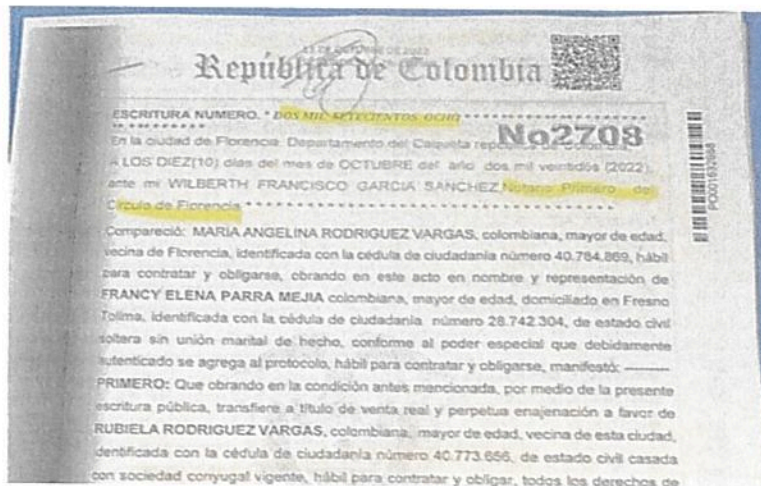 República de Colombia
ESCRITURA NUMERO. * DOS MIL SETECIENTOS OCHO * * * * * * * * * * * * * * * * *
No2708
En la ciudad de Florencia, Departamento del Caqueta
A LOS DIEZ(10) días del mes de OCTUBRE del año dos mil veintidós (2022),
ante mi WILBERTH FRANCISCO GARCIA SANCHEZ, Notario Primero del
Circulo de Florencia * * * * * * * * * * * * * * * * * * * * * * * * * * * * * *
Compareció: MARIA ANGELINA RODRIGUEZ VARGAS, colombiana, mayor de edad,
vecina de Florencia, identificada con la cédula de ciudadanía número 40.784.869, hábil
para contratar y obligarse, obrando en este acto en nombre y representación de
FRANCY ELENA PARRA MEJIA colombiana, mayor de edad, domiciliado en Fresno
Tolima, identificada con la cédula de ciudadanía número 28.742.304, de estado civil
soltera sin unión marital de hecho, conforme al poder especial que debidamente
autenticado se agrega al protocolo, hábil para contratar y obligarse, manifestó: ---------
PRIMERO: Que obrando en la condición antes mencionada, por medio de la presente
escritura pública, transfiere a título de venta real y perpetua enajenación a favor de
RUBIELA RODRIGUEZ VARGAS, colombiana, mayor de edad, vecina de esta ciudad,
dentificada con la cédula de ciudadanía número 40.773.656, de estado civil casada
con sociedad conyugal vigente, hábil para contratar y obligar, todos los derechos de